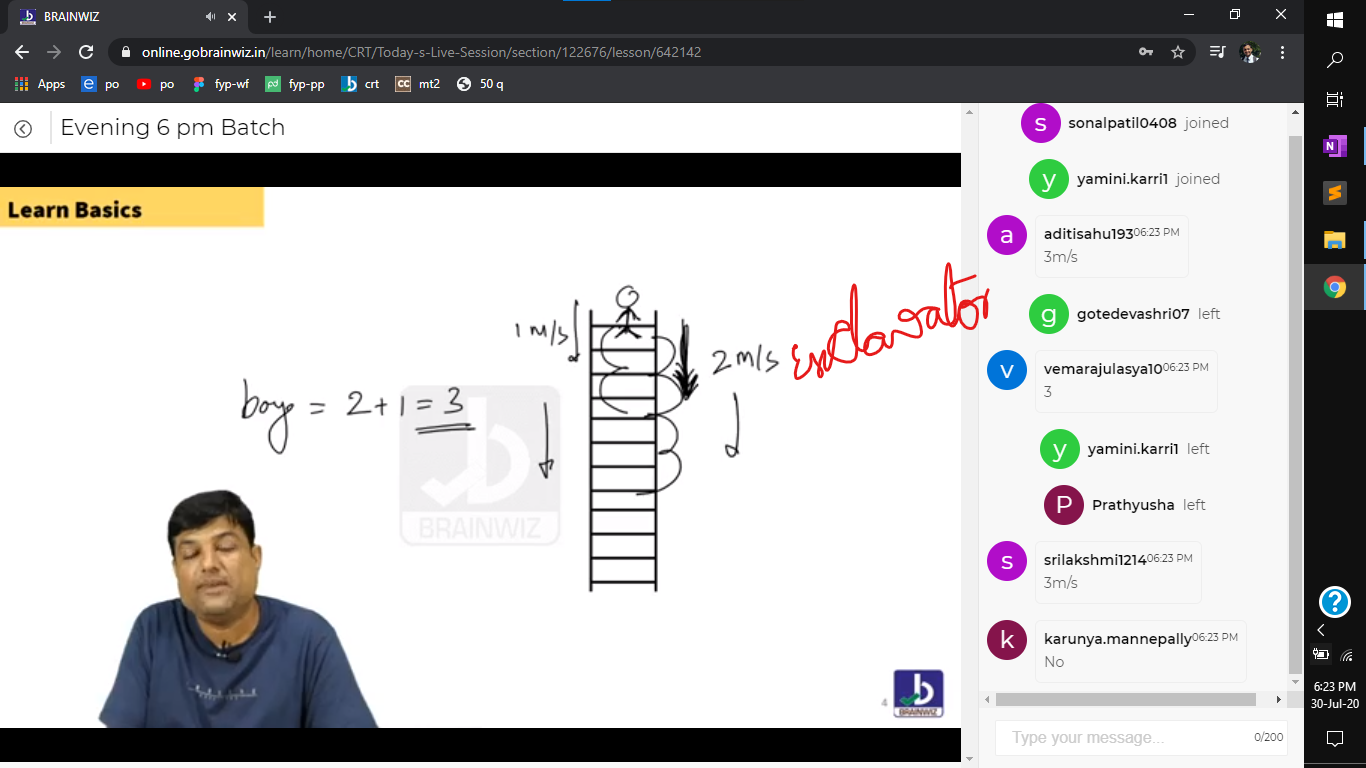 BRAINWIZ
online.gobrainwiz.in/learn/home/CRT/Today-s-Live-Session/section/122676/lesson/642142
Apps po po fyp-wf fyp-pp crt mt2 50 q
Evening 6 pm Batch
Learn Basics
1 m/s
2 m/s
boy = 2+1 = 3
BRAINWIZ
4
BRAINWIZ
s sonalpatil0408 joined
y yamini.karri1 joined
a aditisahu193 06:23 PM
3m/s
g gotedevashri07 left
v vemarajulasya10 06:23 PM
3
y yamini.karri1 left
P Prathyusha left
s srilakshmi1214 06:23 PM
3m/s
k karunya.mannepally 06:23 PM
No
Type your message... 0/200
6:23 PM
30-Jul-20